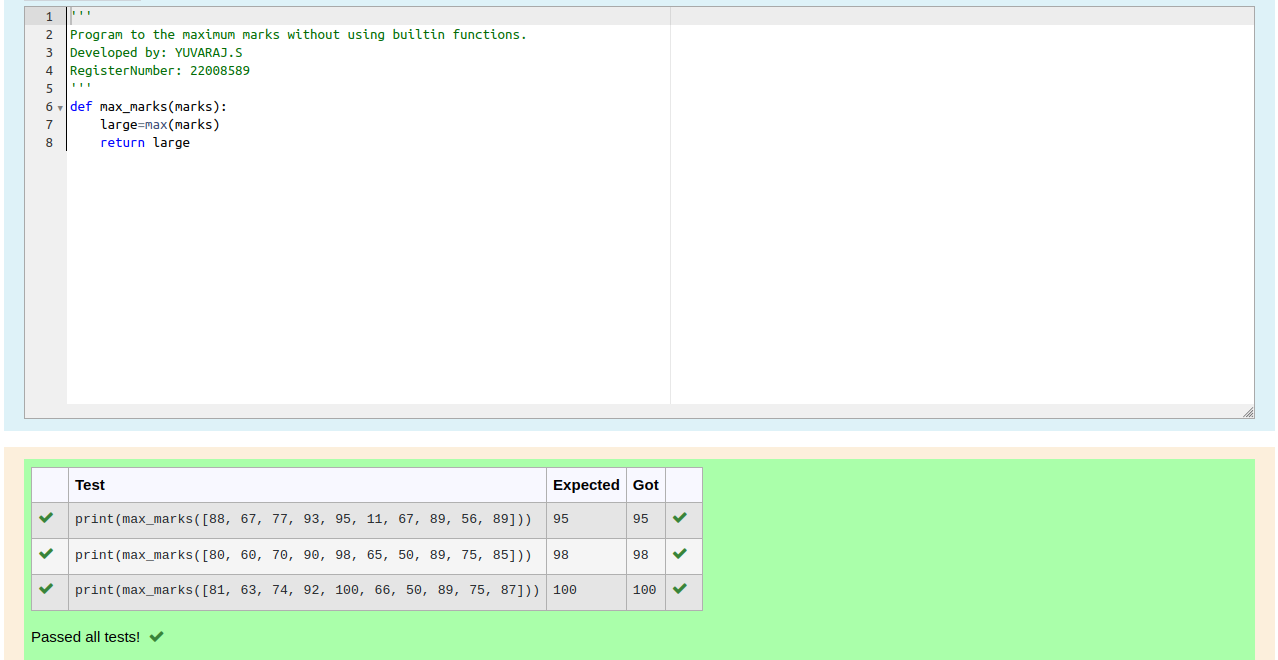 1 '''
2 Program to the maximum marks without using builtin functions.
3 Developed by: YUVARAJ.S
4 RegisterNumber: 22008589
5 '''
6 def max_marks(marks):
7     large=max(marks)
8     return large
Test Expected Got
print(max_marks([88, 67, 77, 93, 95, 11, 67, 89, 56, 89])) 95 95
print(max_marks([80, 60, 70, 90, 98, 65, 50, 89, 75, 85])) 98 98
print(max_marks([81, 63, 74, 92, 100, 66, 50, 89, 75, 87])) 100 100
Passed all tests!